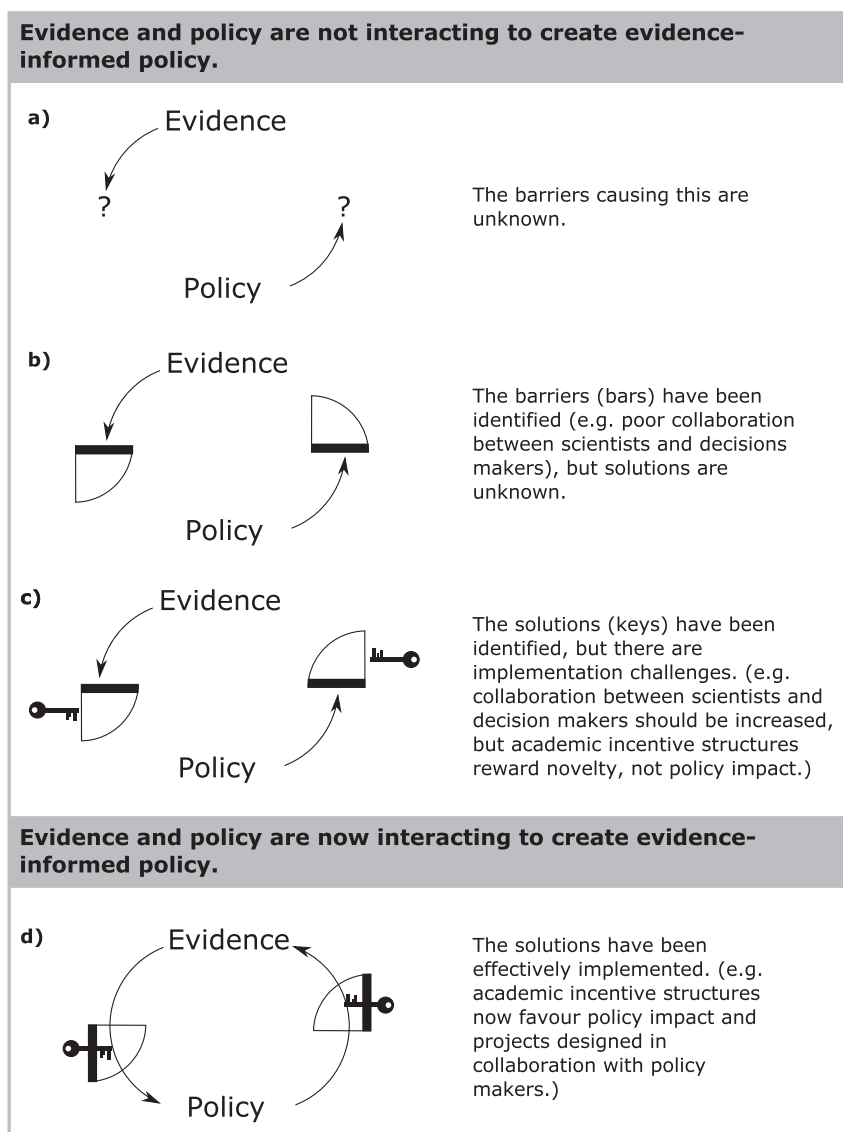 Evidence and policy are not interacting to create evidence-
informed policy.
a)
Evidence
?
?
Policy
The barriers causing this are
unknown.
b)
Evidence
Policy
The barriers (bars) have been
identified (e.g. poor collaboration
between scientists and decisions
makers), but solutions are
unknown.
c)
Evidence
Policy
The solutions (keys) have been
identified, but there are
implementation challenges. (e.g.
collaboration between scientists and
decision makers should be increased,
but academic incentive structures
reward novelty, not policy impact.)
Evidence and policy are now interacting to create evidence-
informed policy.
d)
Evidence
Policy
The solutions have been
effectively implemented. (e.g.
academic incentive structures
now favour policy impact and
projects designed in
collaboration with policy
makers.)